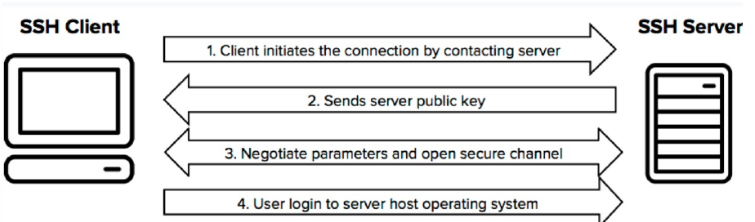 SSH Client
SSH Server
1. Client initiates the connection by contacting server
2. Sends server public key
3. Negotiate parameters and open secure channel
4. User login to server host operating system